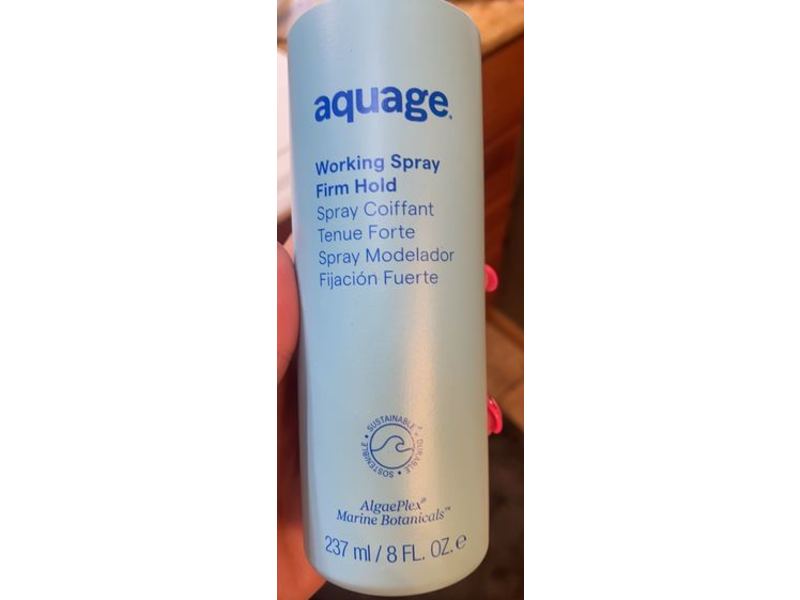 aquage.
Working Spray
Firm Hold
Spray Coiffant
Tenue Forte
Spray Modelador
Fijación Fuerte
SUSTAINABLE • DURABLE • SOSTENIBLE •
AlgaePlex®
Marine Botanicals™
237 ml / 8 FL. OZ. ℮